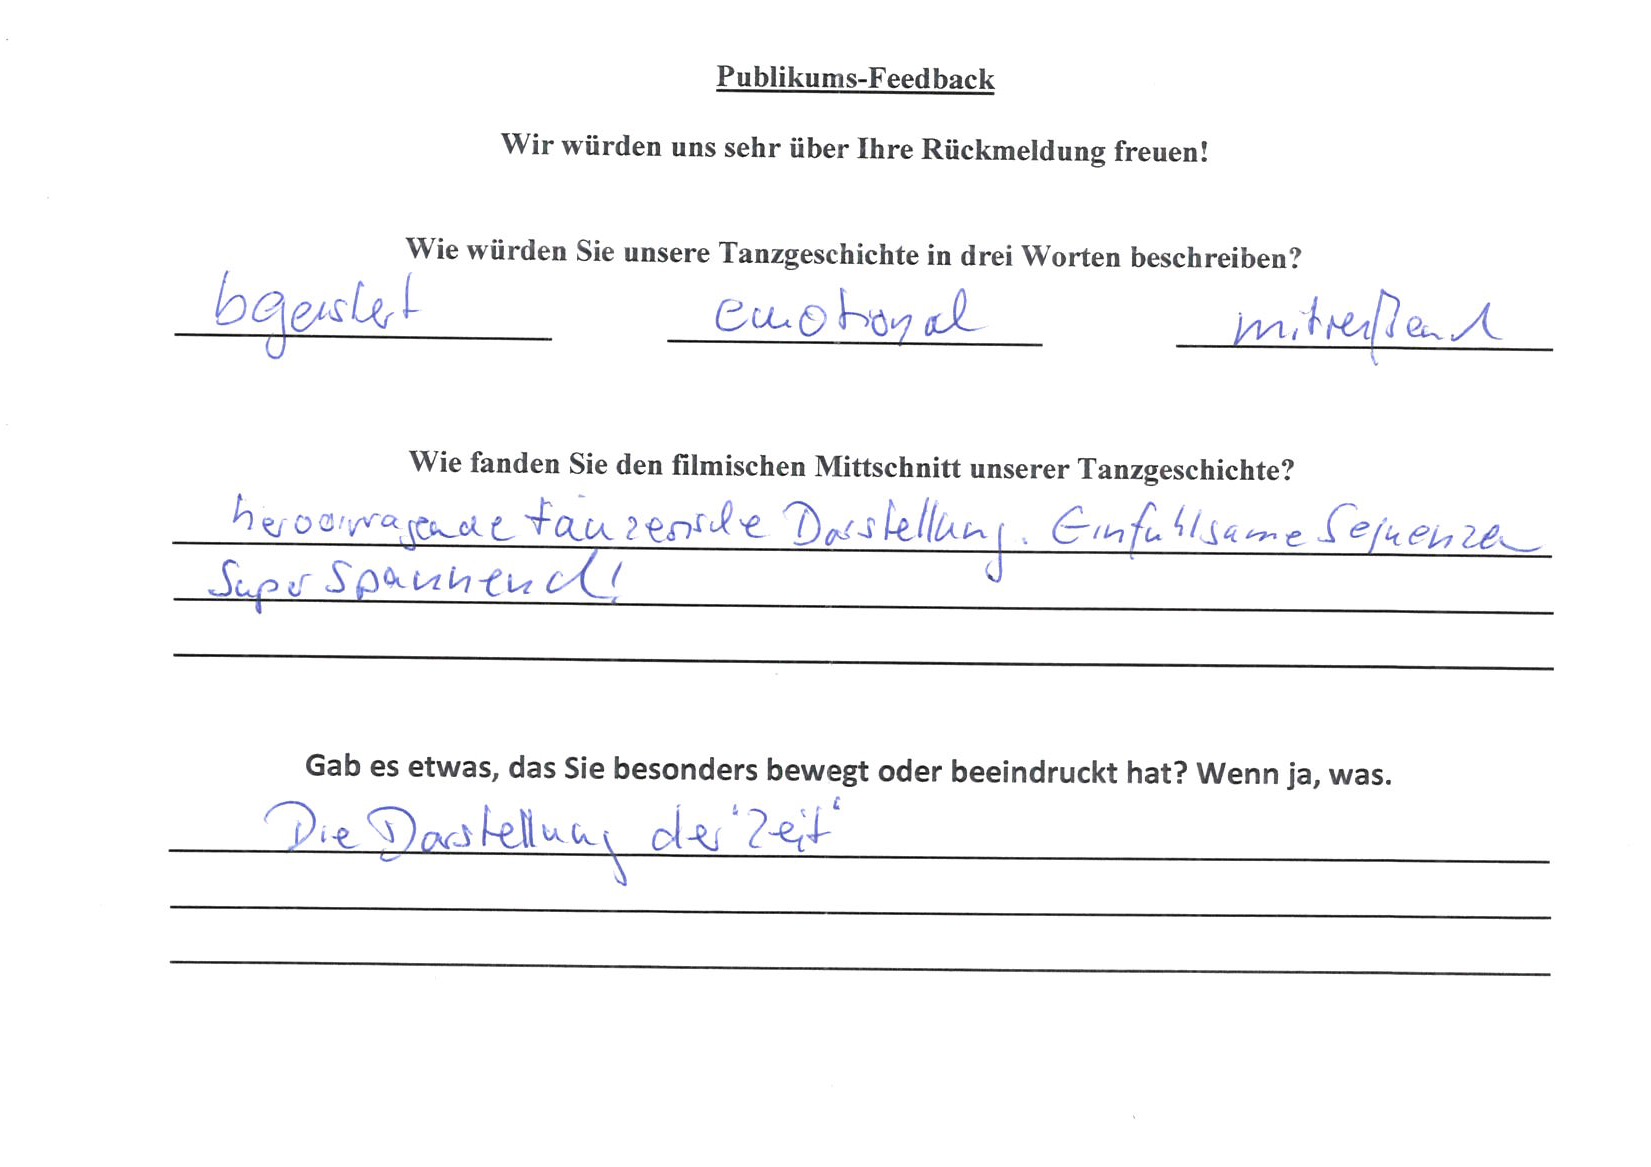 Publikums-Feedback
Wir würden uns sehr über Ihre Rückmeldung freuen!
Wie würden Sie unsere Tanzgeschichte in drei Worten beschreiben?
bgeistert emotional mitreißend
Wie fanden Sie den filmischen Mittschnitt unserer Tanzgeschichte?
hervorragende tänzerische Darstellung. Einfühlsame Sequenzen
Super Spannend!
Gab es etwas, das Sie besonders bewegt oder beeindruckt hat? Wenn ja, was.
Die Darstellung der 'Zeit'